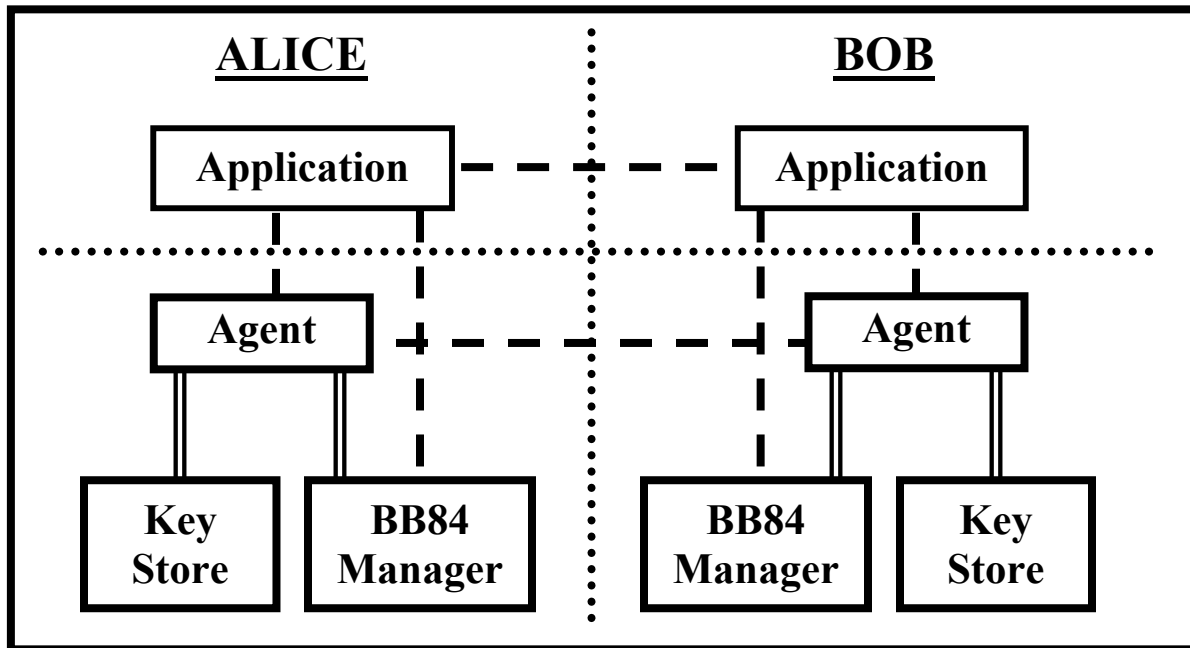 ALICE
BOB
Application
Application
Agent
Agent
Key
Store
BB84
Manager
BB84
Manager
Key
Store